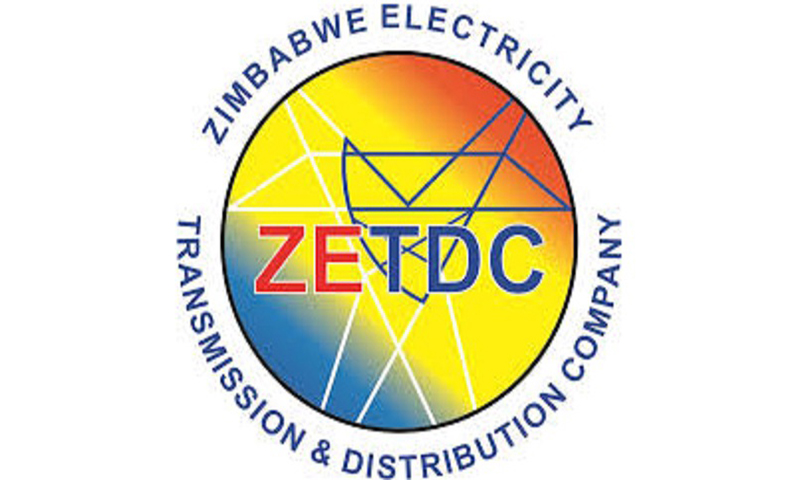 ZIMBABWE ELECTRICITY
ZETDC
TRANSMISSION & DISTRIBUTION COMPANY